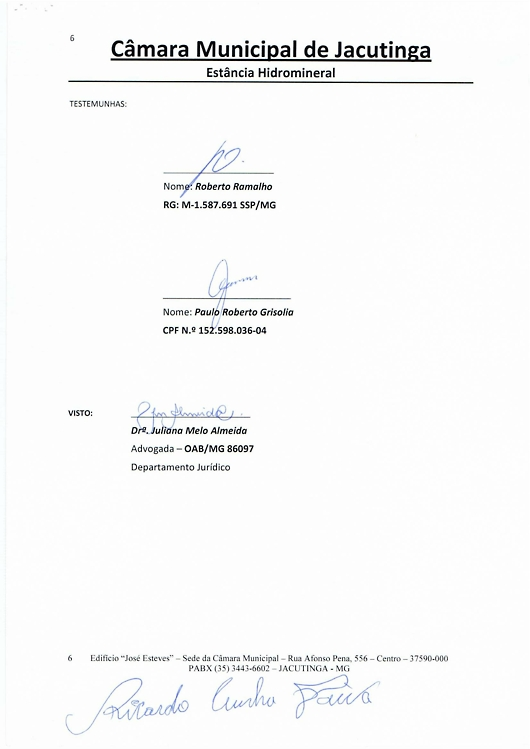 6
Câmara Municipal de Jacutinga
Estância Hidromineral
TESTEMUNHAS:
Nome: Roberto Ramalho
RG: M-1.587.691 SSP/MG
Nome: Paulo Roberto Grisolia
CPF N.º 152.598.036-04
VISTO:
Drª. Juliana Melo Almeida
Advogada – OAB/MG 86097
Departamento Jurídico
6 Edifício “José Esteves” – Sede da Câmara Municipal – Rua Afonso Pena, 556 – Centro – 37590-000
PABX (35) 3443-6602 – JACUTINGA - MG
Ricardo Cunha Paiva